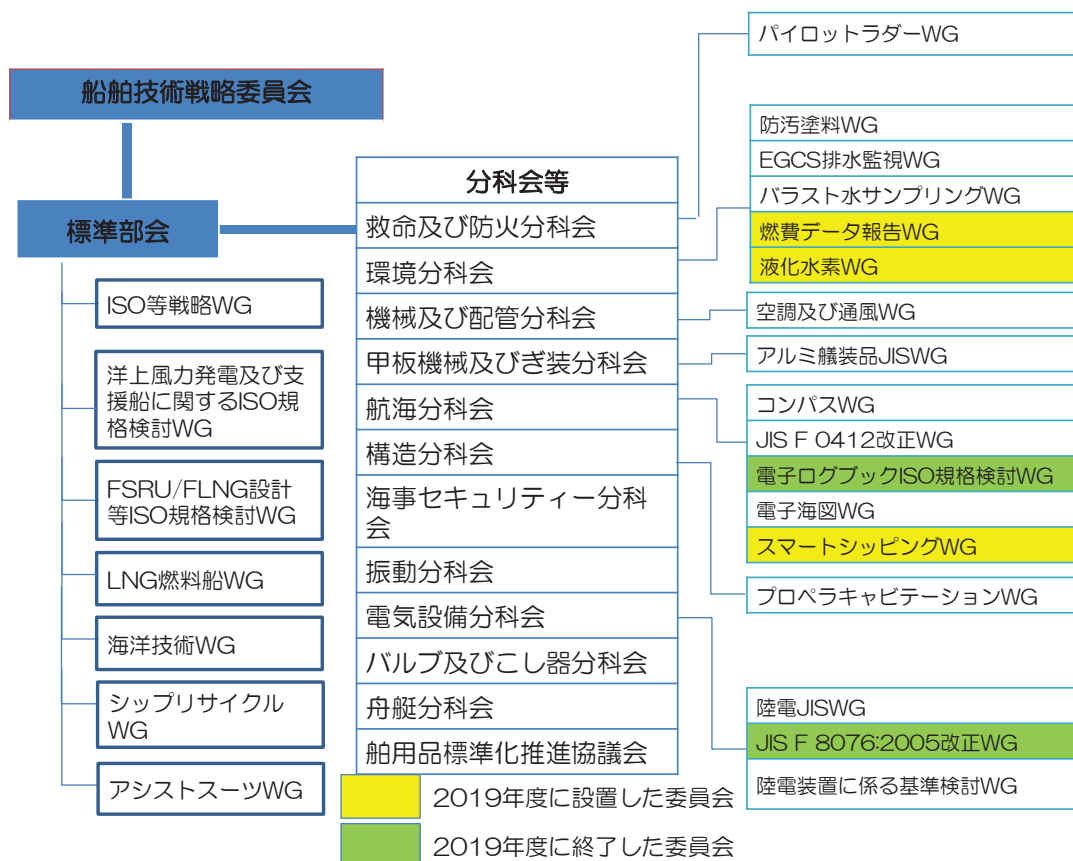 船舶技術戦略委員会
標準部会
ISO等戦略WG
洋上風力発電及び支
援船に関するISO規
格検討WG
FSRU/FLNG設計
等ISO規格検討WG
LNG燃料船WG
海洋技術WG
シップリサイクル
WG
アシストスーツWG
分科会等
救命及び防火分科会
環境分科会
機械及び配管分科会
甲板機械及びぎ装分科会
航海分科会
構造分科会
海事セキュリティー分科
会
振動分科会
電気設備分科会
バルブ及びこし器分科会
舟艇分科会
舶用品標準化推進協議会
パイロットラダーWG
防汚塗料WG
EGCS排水監視WG
バラスト水サンプリングWG
燃費データ報告WG
液化水素WG
空調及び通風WG
アルミ艤装品JISWG
コンパスWG
JIS F 0412改正WG
電子ログブックISO規格検討WG
電子海図WG
スマートシッピングWG
プロペラキャビテーションWG
陸電JISWG
JIS F 8076:2005改正WG
陸電装置に係る基準検討WG
2019年度に設置した委員会
2019年度に終了した委員会